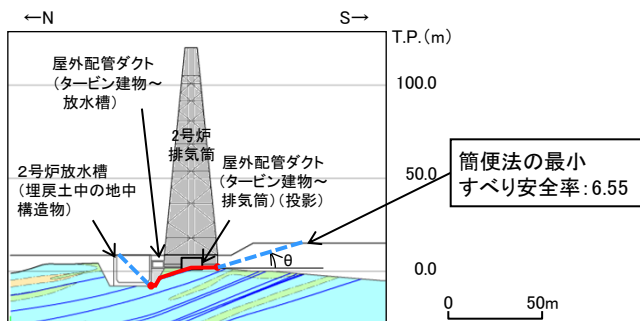 ←N
S→
T.P.(m)
屋外配管ダクト
(タービン建物～
放水槽)
100.0
2号炉
排気筒
屋外配管ダクト
(タービン建物～
排気筒)(投影)
2号炉放水槽
(埋戻土中の地中
構造物)
50.0
簡便法の最小
すべり安全率:6.55
θ
0.0
0
50m